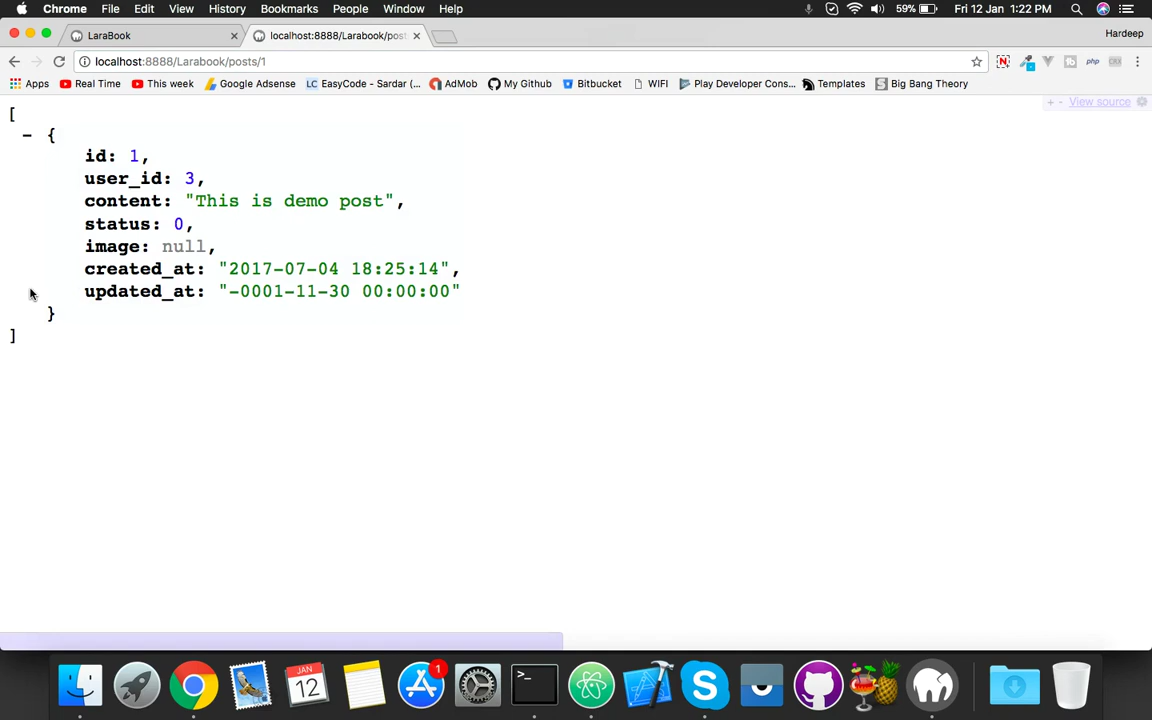 Chrome File Edit View History Bookmarks People Window Help 59% Fri 12 Jan 1:22 PM
LaraBook localhost:8888/Larabook/post Hardeep
localhost:8888/Larabook/posts/1
Apps Real Time This week Google Adsense LC EasyCode - Sardar (... AdMob My Github Bitbucket WIFI Play Developer Cons... Templates Big Bang Theory
+ - View source
[
- {
id: 1,
user_id: 3,
content: "This is demo post",
status: 0,
image: null,
created_at: "2017-07-04 18:25:14",
updated_at: "-0001-11-30 00:00:00"
}
]
JAN 12 1